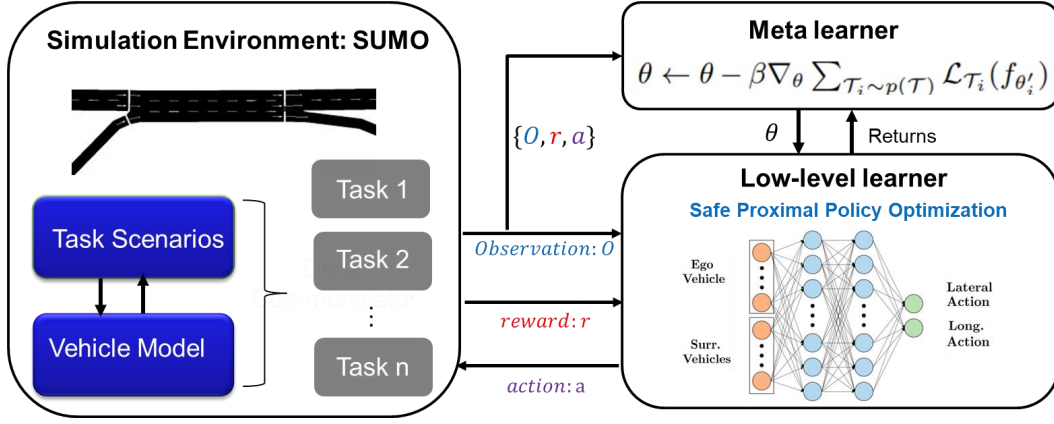 Simulation Environment: SUMO
Task Scenarios
Vehicle Model
Task 1
Task 2
⋮
Task n
{O, r, a}
Observation: O
reward: r
action: a
Meta learner
θ ← θ − β∇θ ∑𝒯ᵢ∼p(𝒯) ℒ𝒯ᵢ(fθ′ᵢ)
θ
Returns
Low-level learner
Safe Proximal Policy Optimization
Ego
Vehicle
Surr.
Vehicles
Lateral
Action
Long.
Action